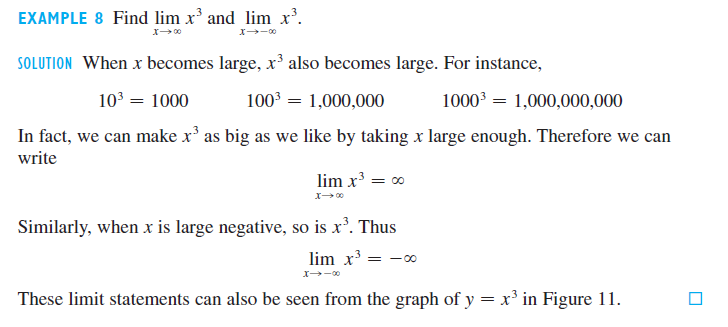 EXAMPLE 8 Find lim x³ and lim x³.
x→∞ x→−∞
SOLUTION When x becomes large, x³ also becomes large. For instance,
10³ = 1000 100³ = 1,000,000 1000³ = 1,000,000,000
In fact, we can make x³ as big as we like by taking x large enough. Therefore we can
write
lim x³ = ∞
x→∞
Similarly, when x is large negative, so is x³. Thus
lim x³ = −∞
x→−∞
These limit statements can also be seen from the graph of y = x³ in Figure 11.